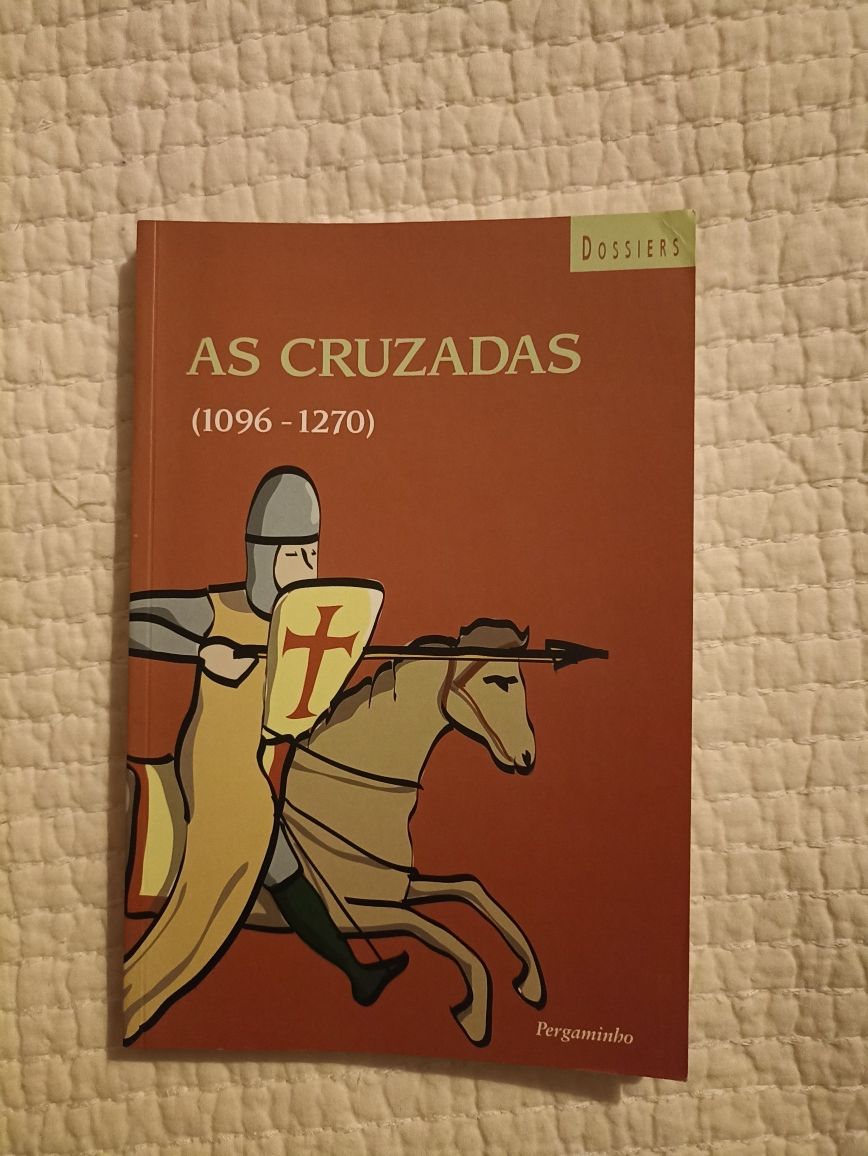 DOSSIERS
AS CRUZADAS
(1096 - 1270)
Pergaminho